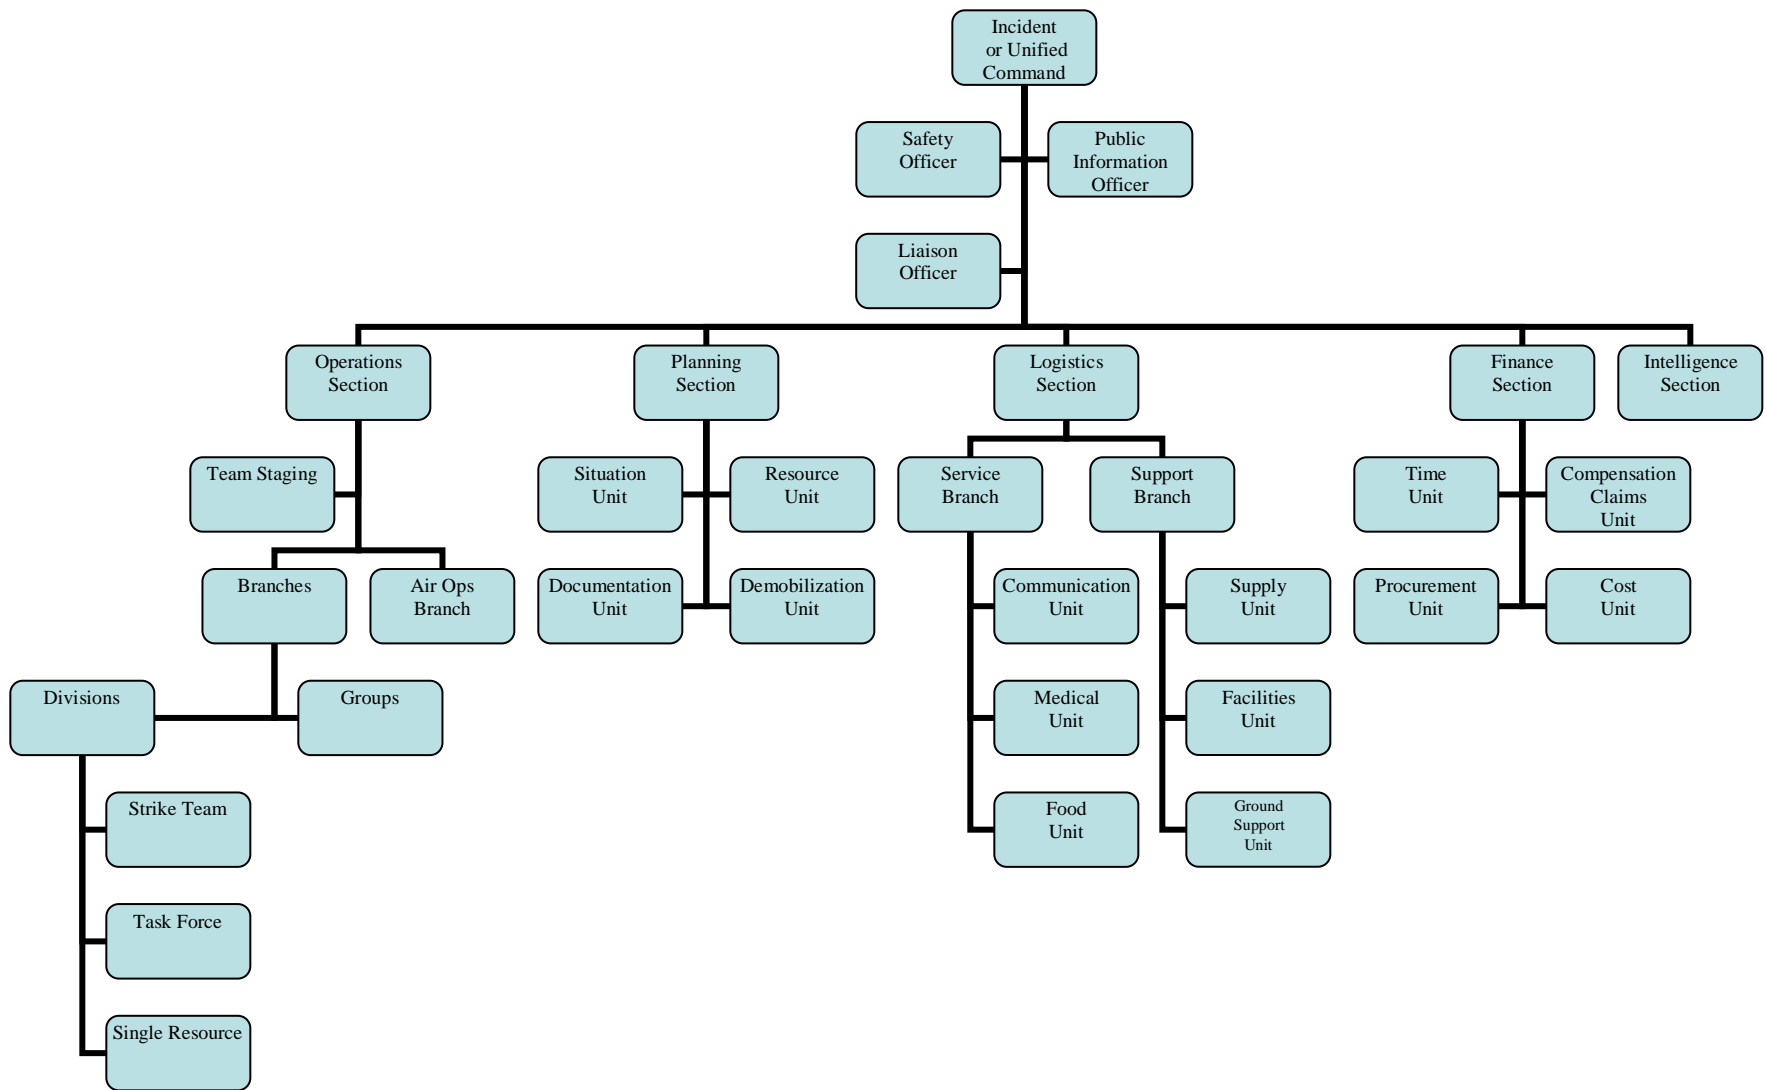 Incident
or Unified
Command
Safety
Officer
Public
Information
Officer
Liaison
Officer
Operations
Section
Planning
Section
Logistics
Section
Finance
Section
Intelligence
Section
Team Staging
Situation
Unit
Resource
Unit
Service
Branch
Support
Branch
Time
Unit
Compensation
Claims
Unit
Branches
Air Ops
Branch
Documentation
Unit
Demobilization
Unit
Communication
Unit
Supply
Unit
Procurement
Unit
Cost
Unit
Divisions
Groups
Medical
Unit
Facilities
Unit
Strike Team
Food
Unit
Ground
Support
Unit
Task Force
Single Resource